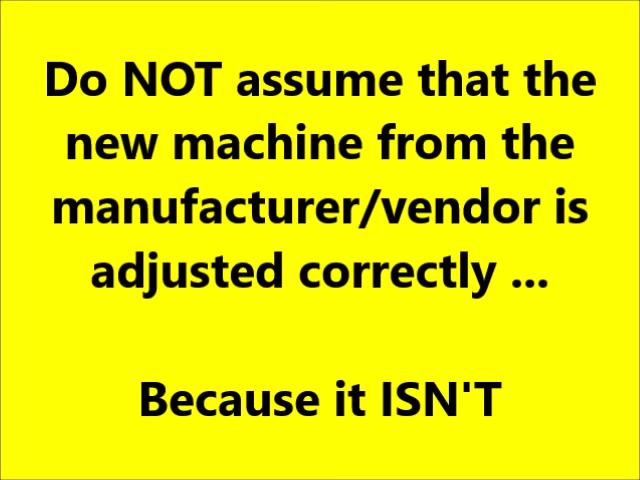 Do NOT assume that the
new machine from the
manufacturer/vendor is
adjusted correctly ...
Because it ISN'T